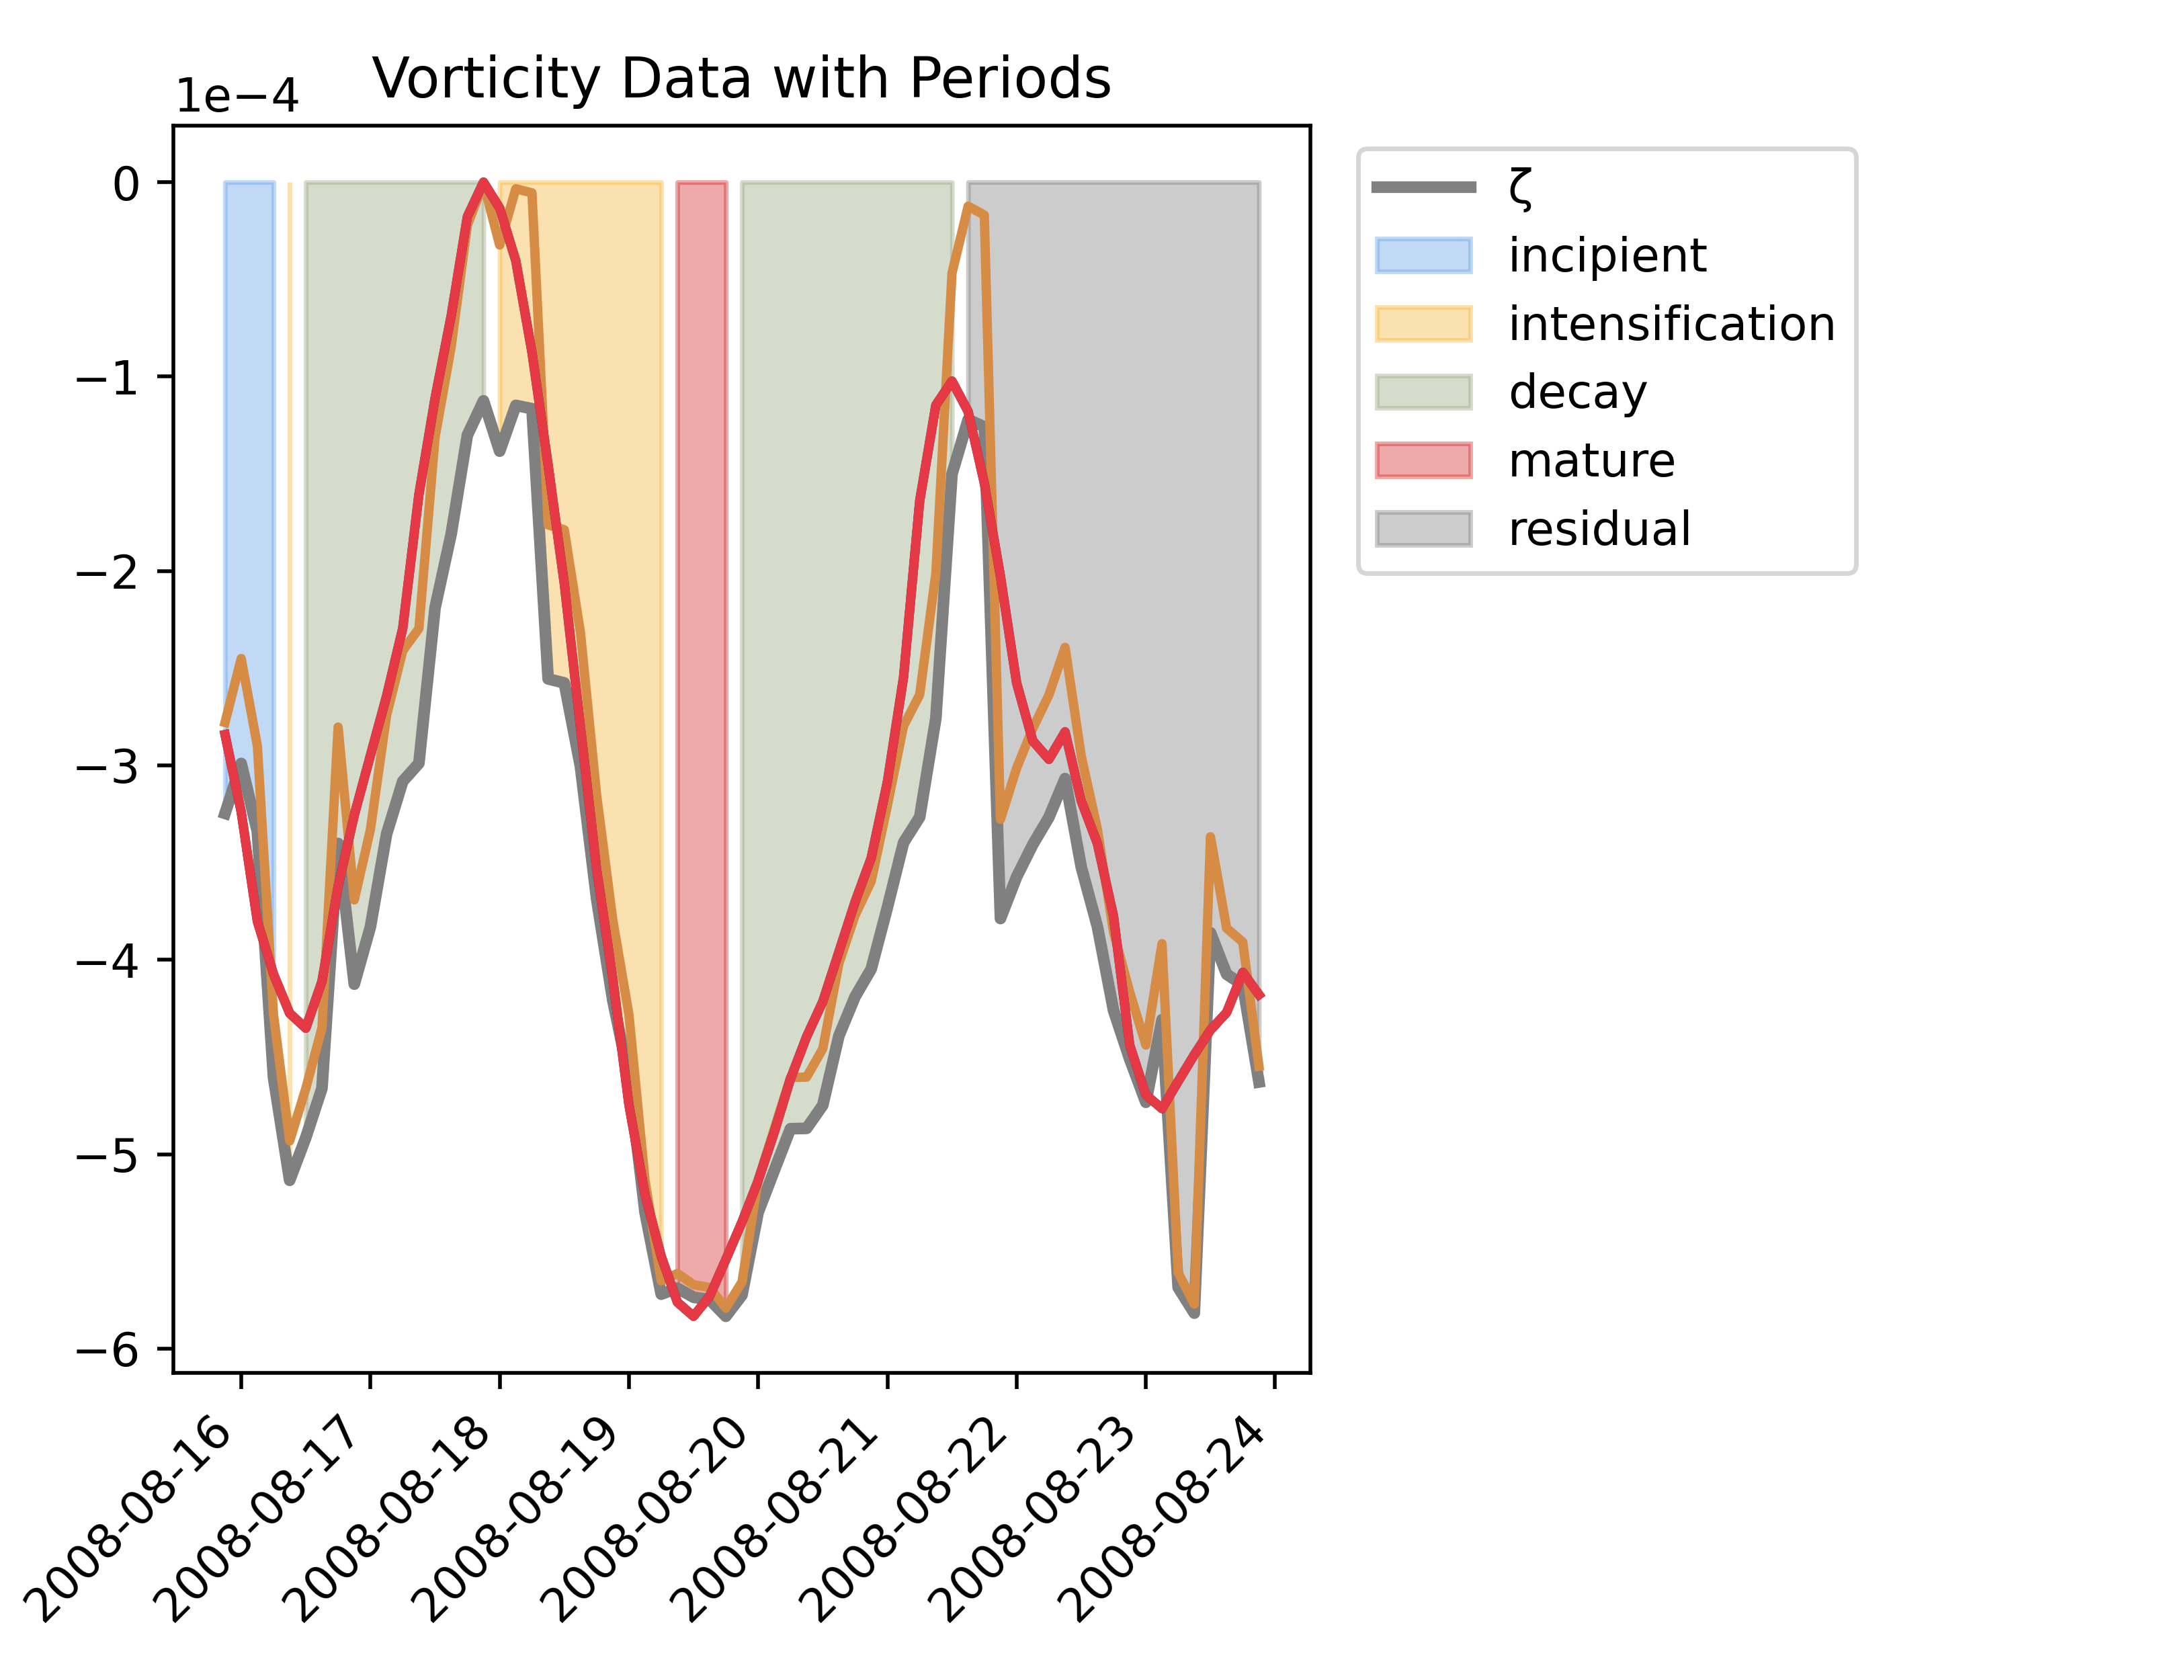 Vorticity Data with Periods
1e−4
0
−1
−2
−3
−4
−5
−6
2008-08-16
2008-08-17
2008-08-18
2008-08-19
2008-08-20
2008-08-21
2008-08-22
2008-08-23
2008-08-24
ζ
incipient
intensification
decay
mature
residual